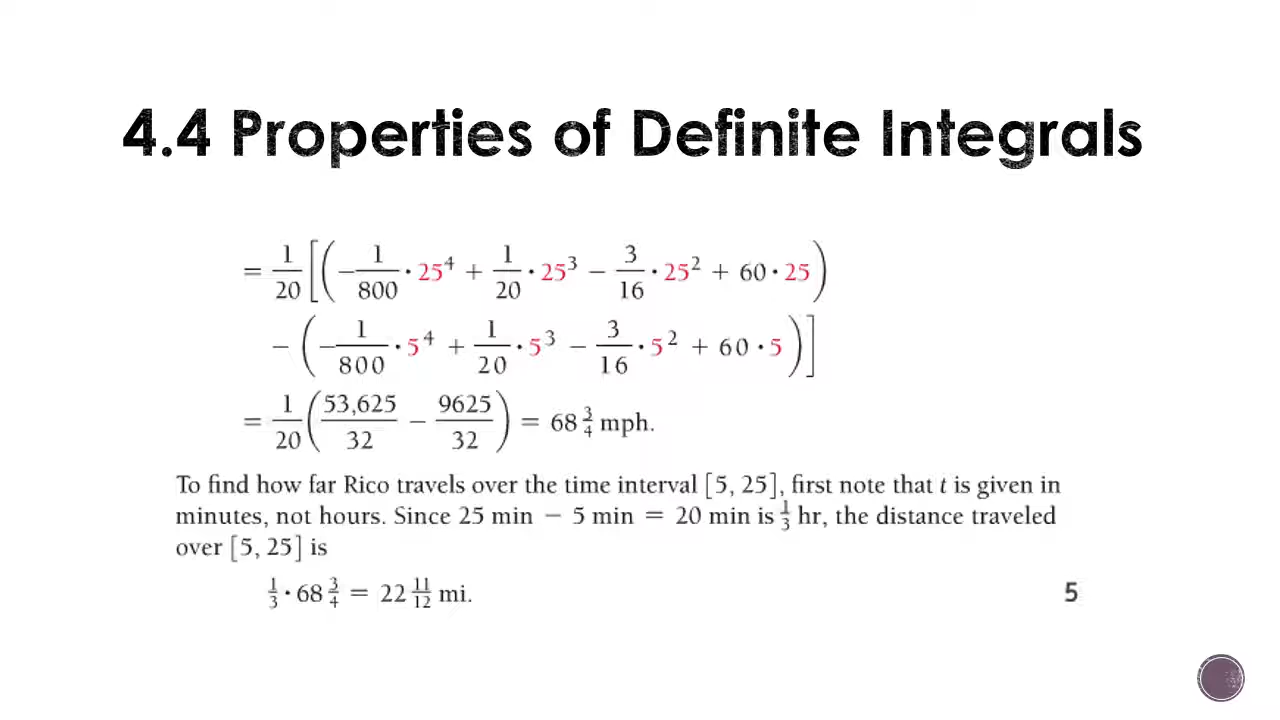 4.4 Properties of Definite Integrals
= 1/20 [(−1/800 · 25⁴ + 1/20 · 25³ − 3/16 · 25² + 60 · 25)
− (−1/800 · 5⁴ + 1/20 · 5³ − 3/16 · 5² + 60 · 5)]
= 1/20 (53,625/32 − 9625/32) = 68 3/4 mph.
To find how far Rico travels over the time interval [5, 25], first note that t is given in
minutes, not hours. Since 25 min − 5 min = 20 min is 1/3 hr, the distance traveled
over [5, 25] is
1/3 · 68 3/4 = 22 11/12 mi.
5